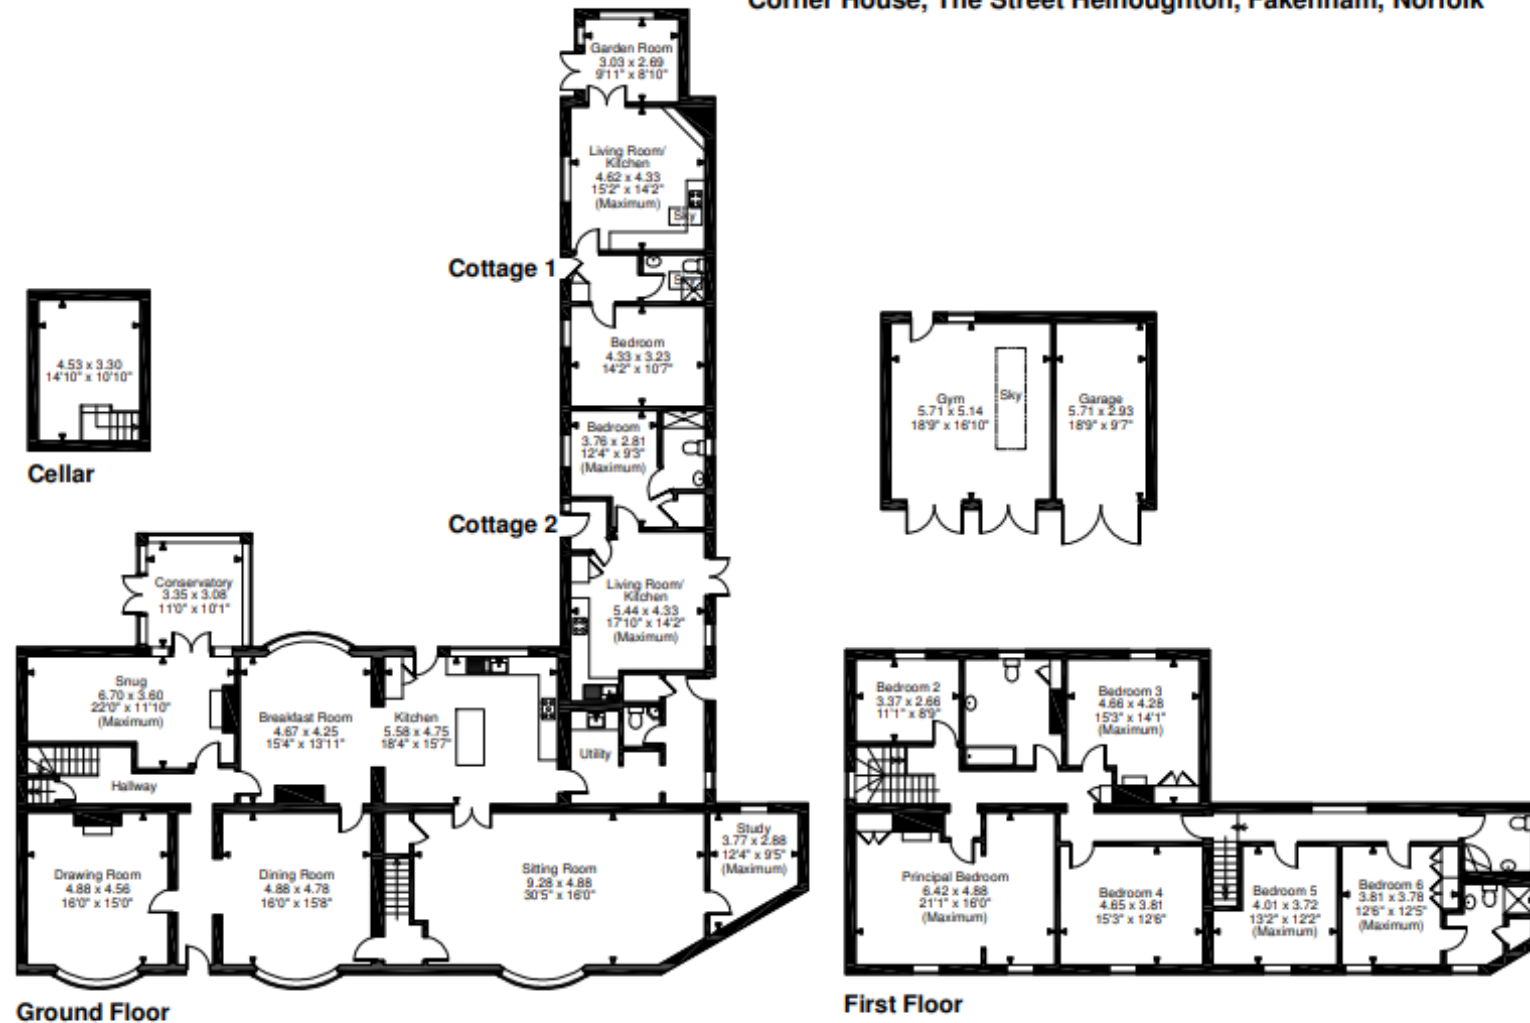 Corner House, The Street Helhoughton, Fakenham, Norfolk
Garden Room
3.03 x 2.69
9'11" x 8'10"
Living Room/
Kitchen
4.62 x 4.33
15'2" x 14'2"
(Maximum)
Sky
Cottage 1
Bedroom
4.33 x 3.23
14'2" x 10'7"
Bedroom
3.76 x 2.81
12'4" x 9'3"
(Maximum)
Cottage 2
Living Room/
Kitchen
5.44 x 4.33
17'10" x 14'2"
(Maximum)
4.53 x 3.30
14'10" x 10'10"
Cellar
Gym
5.71 x 5.14
18'9" x 16'10"
Sky
Garage
5.71 x 2.93
18'9" x 9'7"
Conservatory
3.35 x 3.08
11'0" x 10'1"
Snug
6.70 x 3.60
22'0" x 11'10"
(Maximum)
Breakfast Room
4.67 x 4.25
15'4" x 13'11"
Kitchen
5.58 x 4.75
18'4" x 15'7"
Utility
Hallway
Drawing Room
4.88 x 4.56
16'0" x 15'0"
Dining Room
4.88 x 4.78
16'0" x 15'8"
Sitting Room
9.28 x 4.88
30'5" x 16'0"
Study
3.77 x 2.88
12'4" x 9'5"
(Maximum)
Ground Floor
Bedroom 2
3.37 x 2.66
11'1" x 8'9"
Bedroom 3
4.66 x 4.28
15'3" x 14'1"
(Maximum)
Principal Bedroom
6.42 x 4.88
21'1" x 16'0"
(Maximum)
Bedroom 4
4.65 x 3.81
15'3" x 12'6"
Bedroom 5
4.01 x 3.72
13'2" x 12'2"
(Maximum)
Bedroom 6
3.81 x 3.78
12'6" x 12'5"
(Maximum)
First Floor